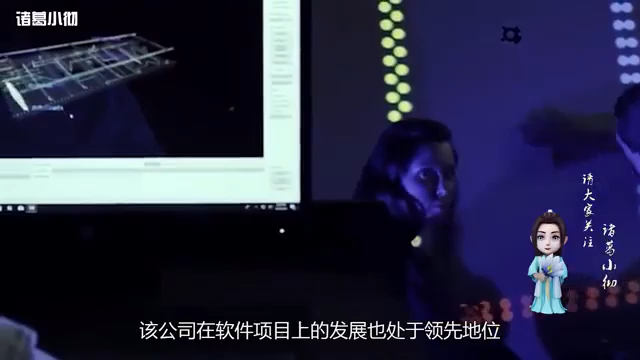 诸葛小彻
请大家关注
诸葛小彻
该公司在软件项目上的发展也处于领先地位